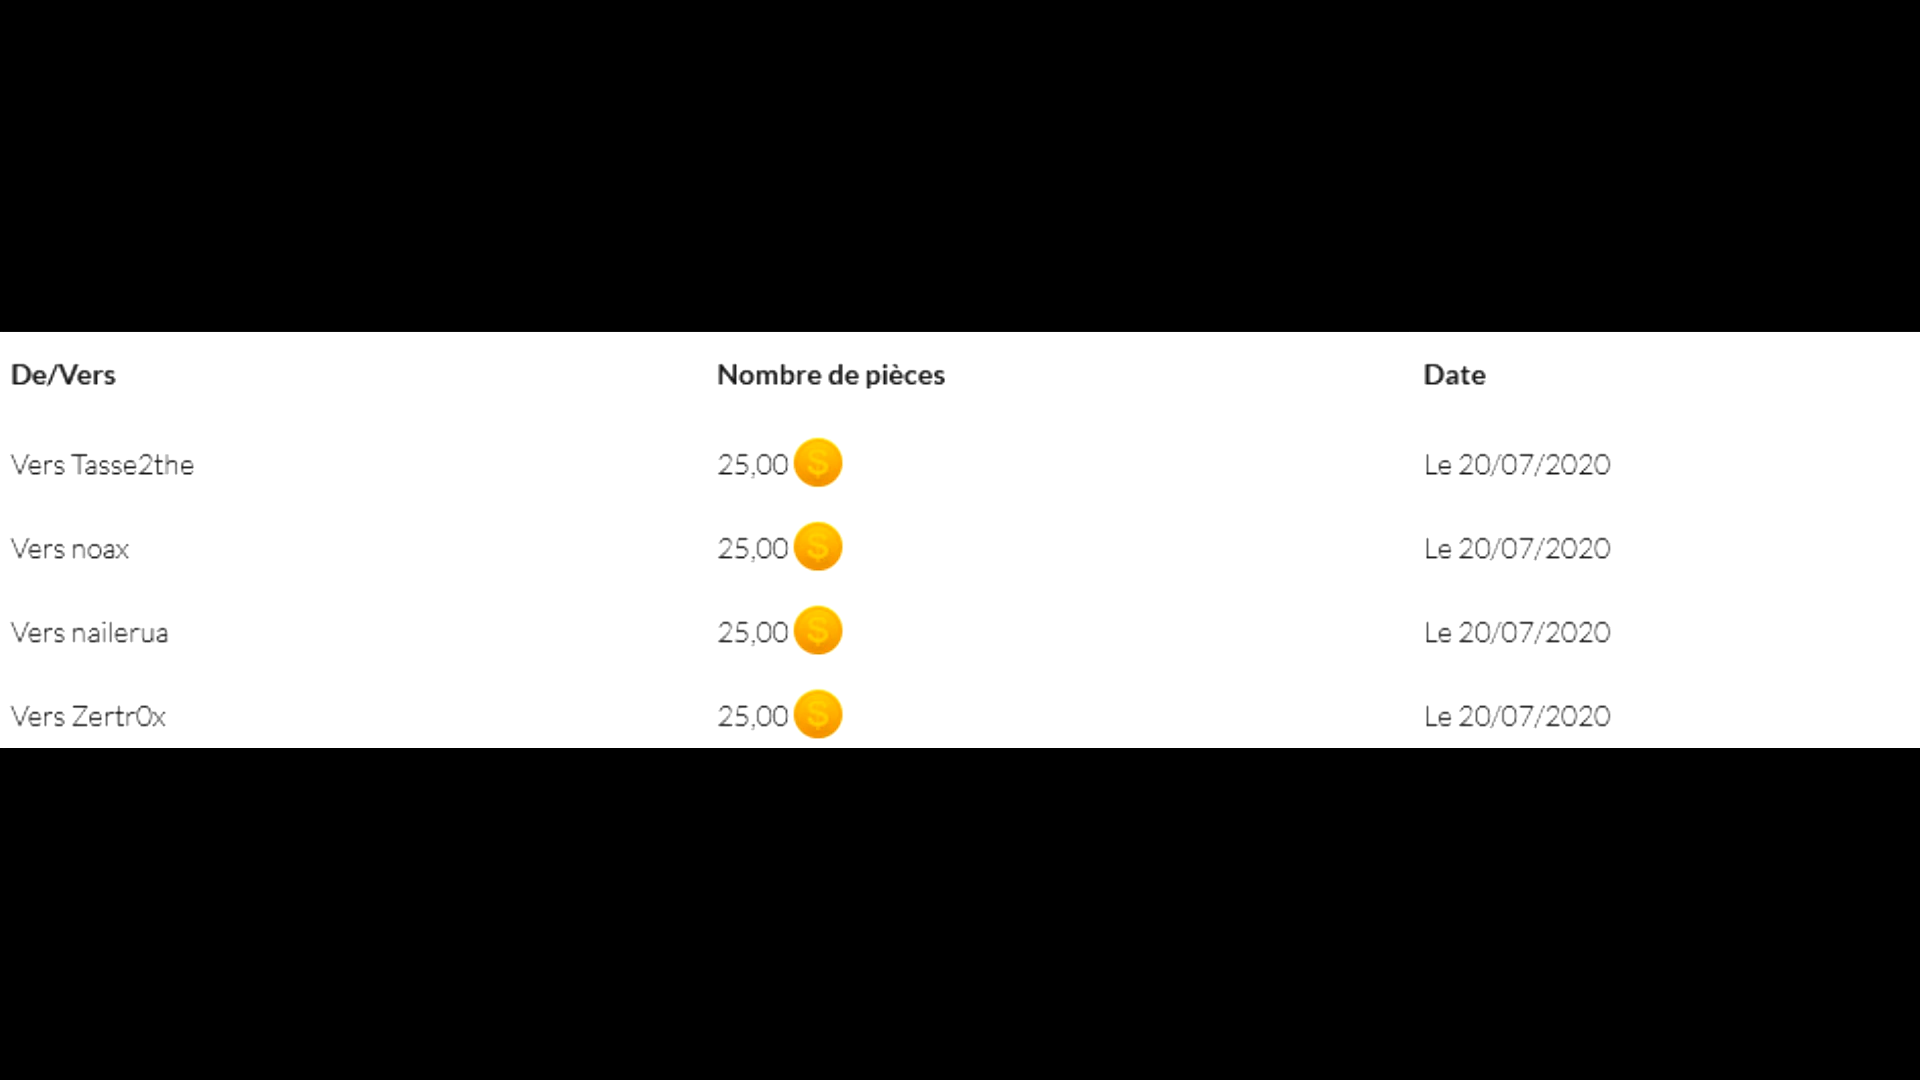 De/Vers Nombre de pièces Date
Vers Tasse2the 25,00 Le 20/07/2020
Vers noax 25,00 Le 20/07/2020
Vers nailerua 25,00 Le 20/07/2020
Vers Zertr0x 25,00 Le 20/07/2020